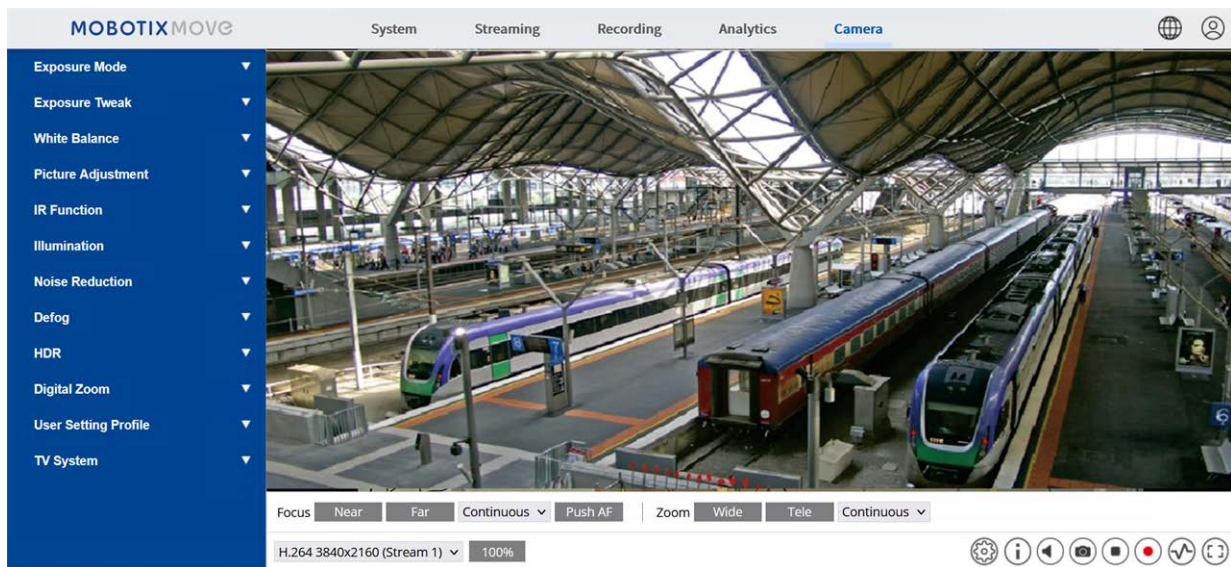 MOBOTIX MOVE
System Streaming Recording Analytics Camera
Exposure Mode
Exposure Tweak
White Balance
Picture Adjustment
IR Function
Illumination
Noise Reduction
Defog
HDR
Digital Zoom
User Setting Profile
TV System
Focus Near Far Continuous Push AF Zoom Wide Tele Continuous
H.264 3840x2160 (Stream 1) 100%